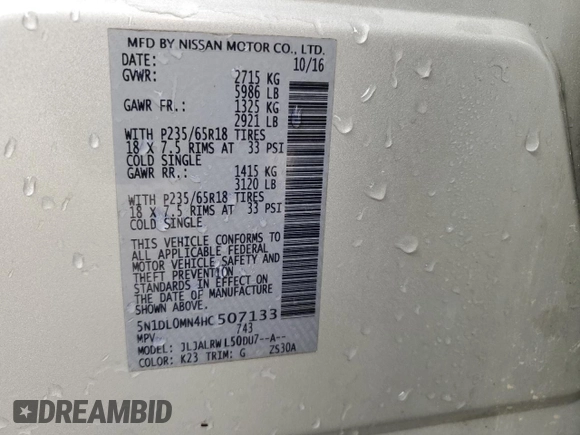 MFD BY NISSAN MOTOR CO., LTD.
DATE: 10/16
GVWR: 2715 KG
5986 LB
GAWR FR.: 1325 KG
2921 LB
WITH P235/65R18 TIRES
18 X 7.5 RIMS AT 33 PSI
COLD SINGLE
GAWR RR.: 1415 KG
3120 LB
WITH P235/65R18 TIRES
18 X 7.5 RIMS AT 33 PSI
COLD SINGLE
THIS VEHICLE CONFORMS TO
ALL APPLICABLE FEDERAL
MOTOR VEHICLE SAFETY AND
THEFT PREVENTION
STANDARDS IN EFFECT ON
THE DATE OF MANUFACTURE
SHOWN ABOVE.
5N1DL0MN4HC507133
MPV 743
MODEL: JLJALRWL50DU7--A--
COLOR: K23 TRIM: G ZS30A
DREAMBID